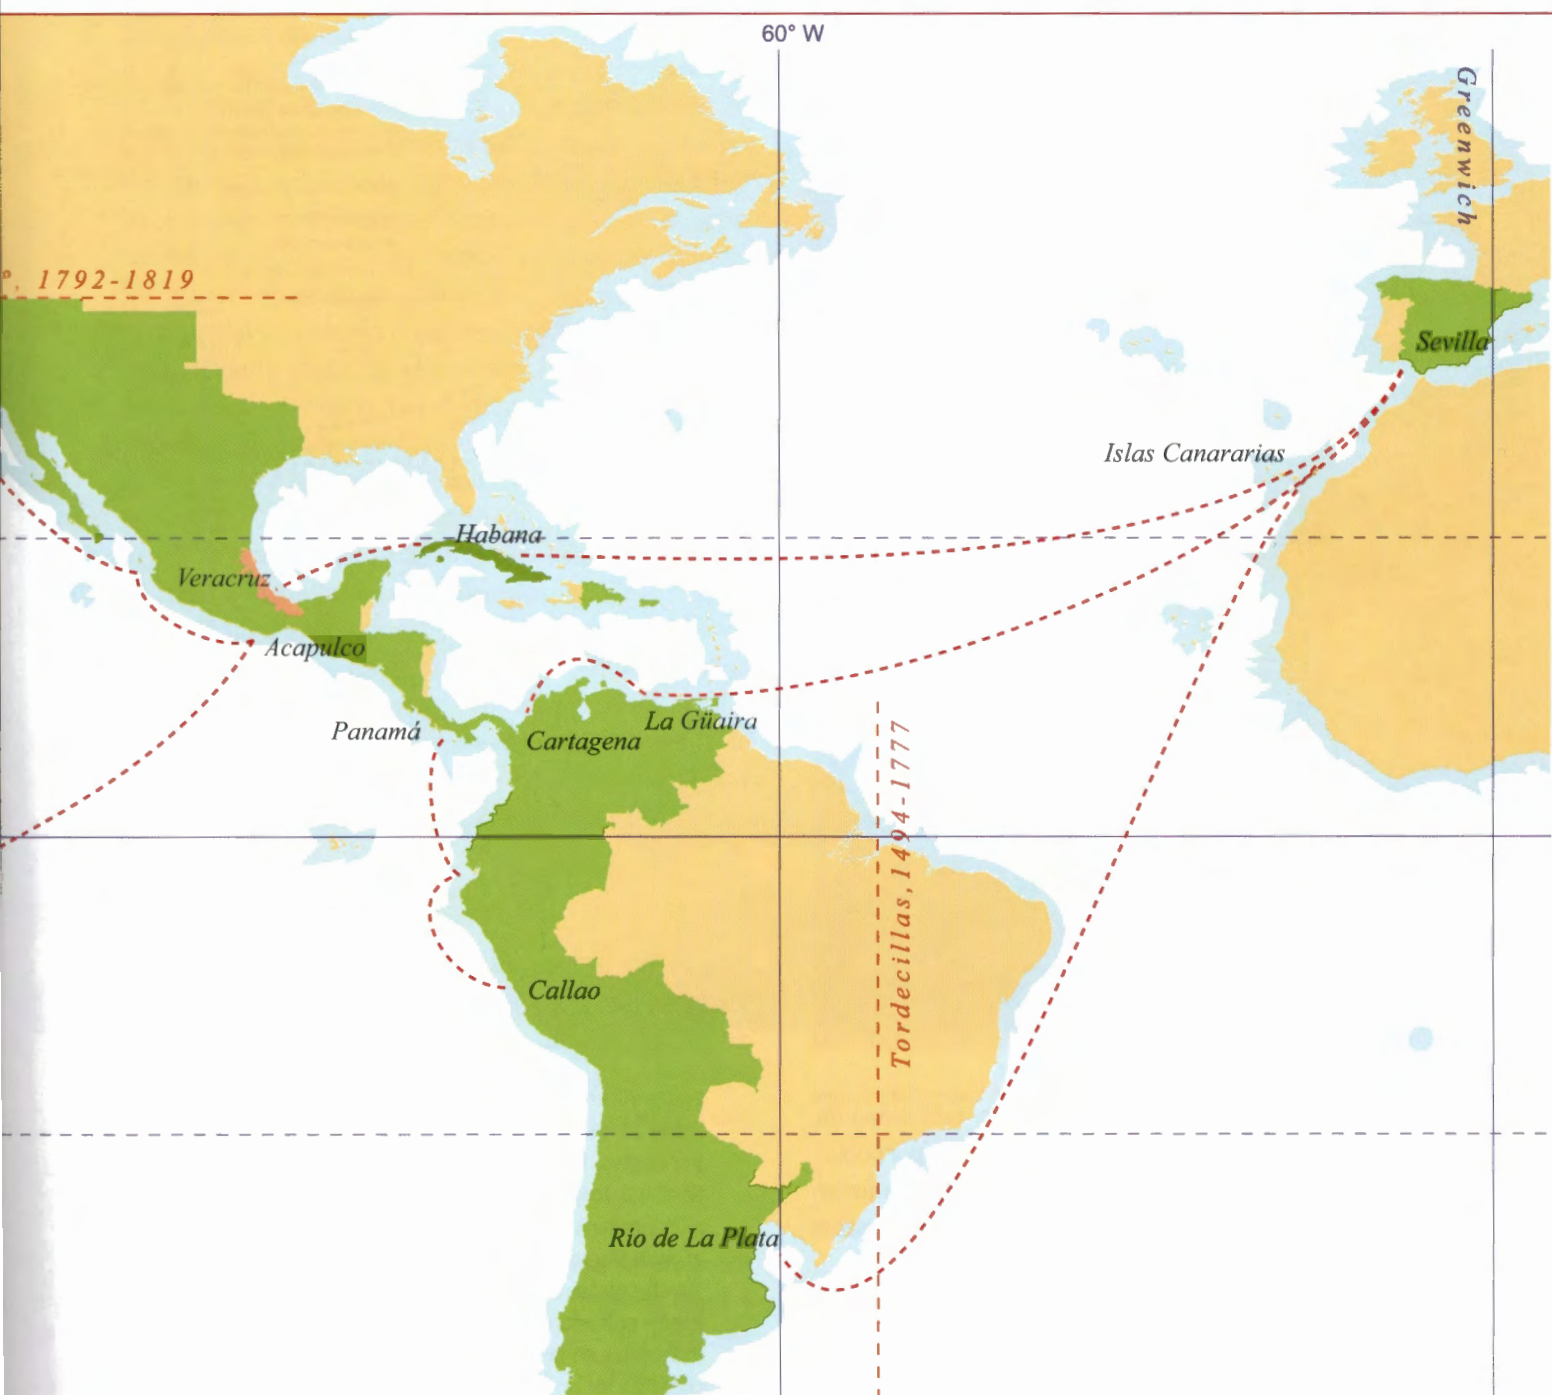 60° W
Greenwich
º, 1792-1819
Sevilla
Islas Canararias
Habana
Veracruz
Acapulco
Panamá
La Güaira
Cartagena
Tordecillas, 1494-1777
Callao
Río de La Plata